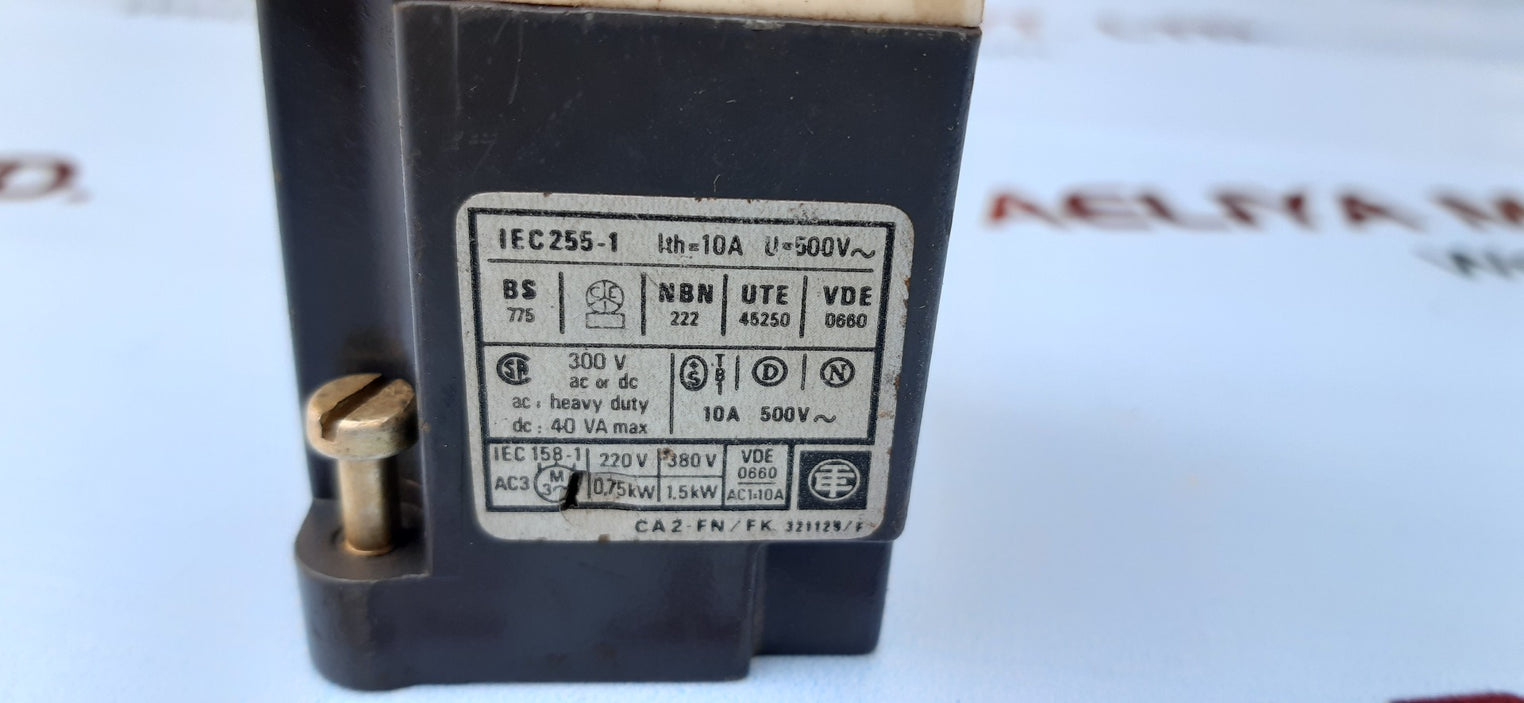 IEC 255-1 Ith=10A U=500V~
BS 775
NBN 222
UTE 45250
VDE 0660
300 V
ac or dc
ac: heavy duty
dc: 40 VA max
D
N
10A 500V~
IEC 158-1 220V 380V
AC3 M 3~ 0,75kW 1.5kW
VDE
0660
AC1:10A
CA2-FN/FK
AELIYA